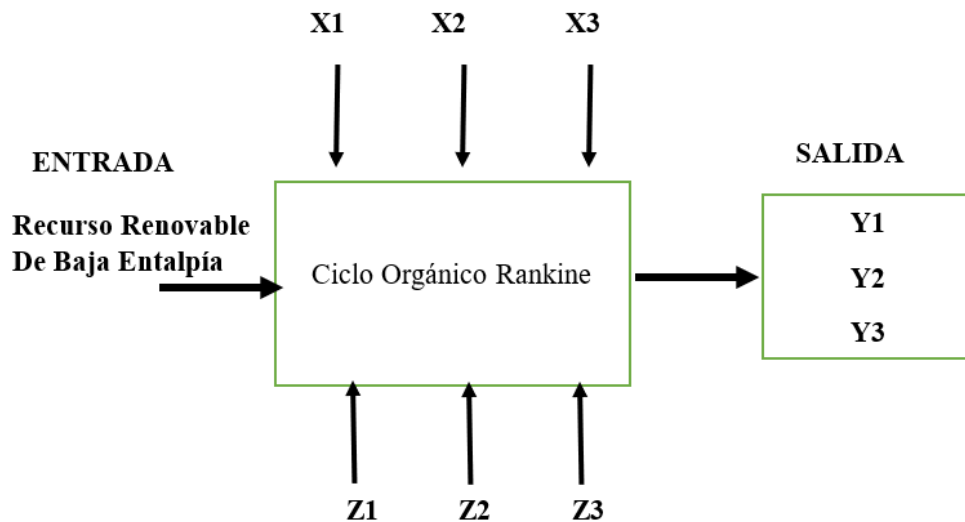 X1 X2 X3
ENTRADA
SALIDA
Recurso Renovable
De Baja Entalpía
Ciclo Orgánico Rankine
Y1
Y2
Y3
Z1 Z2 Z3